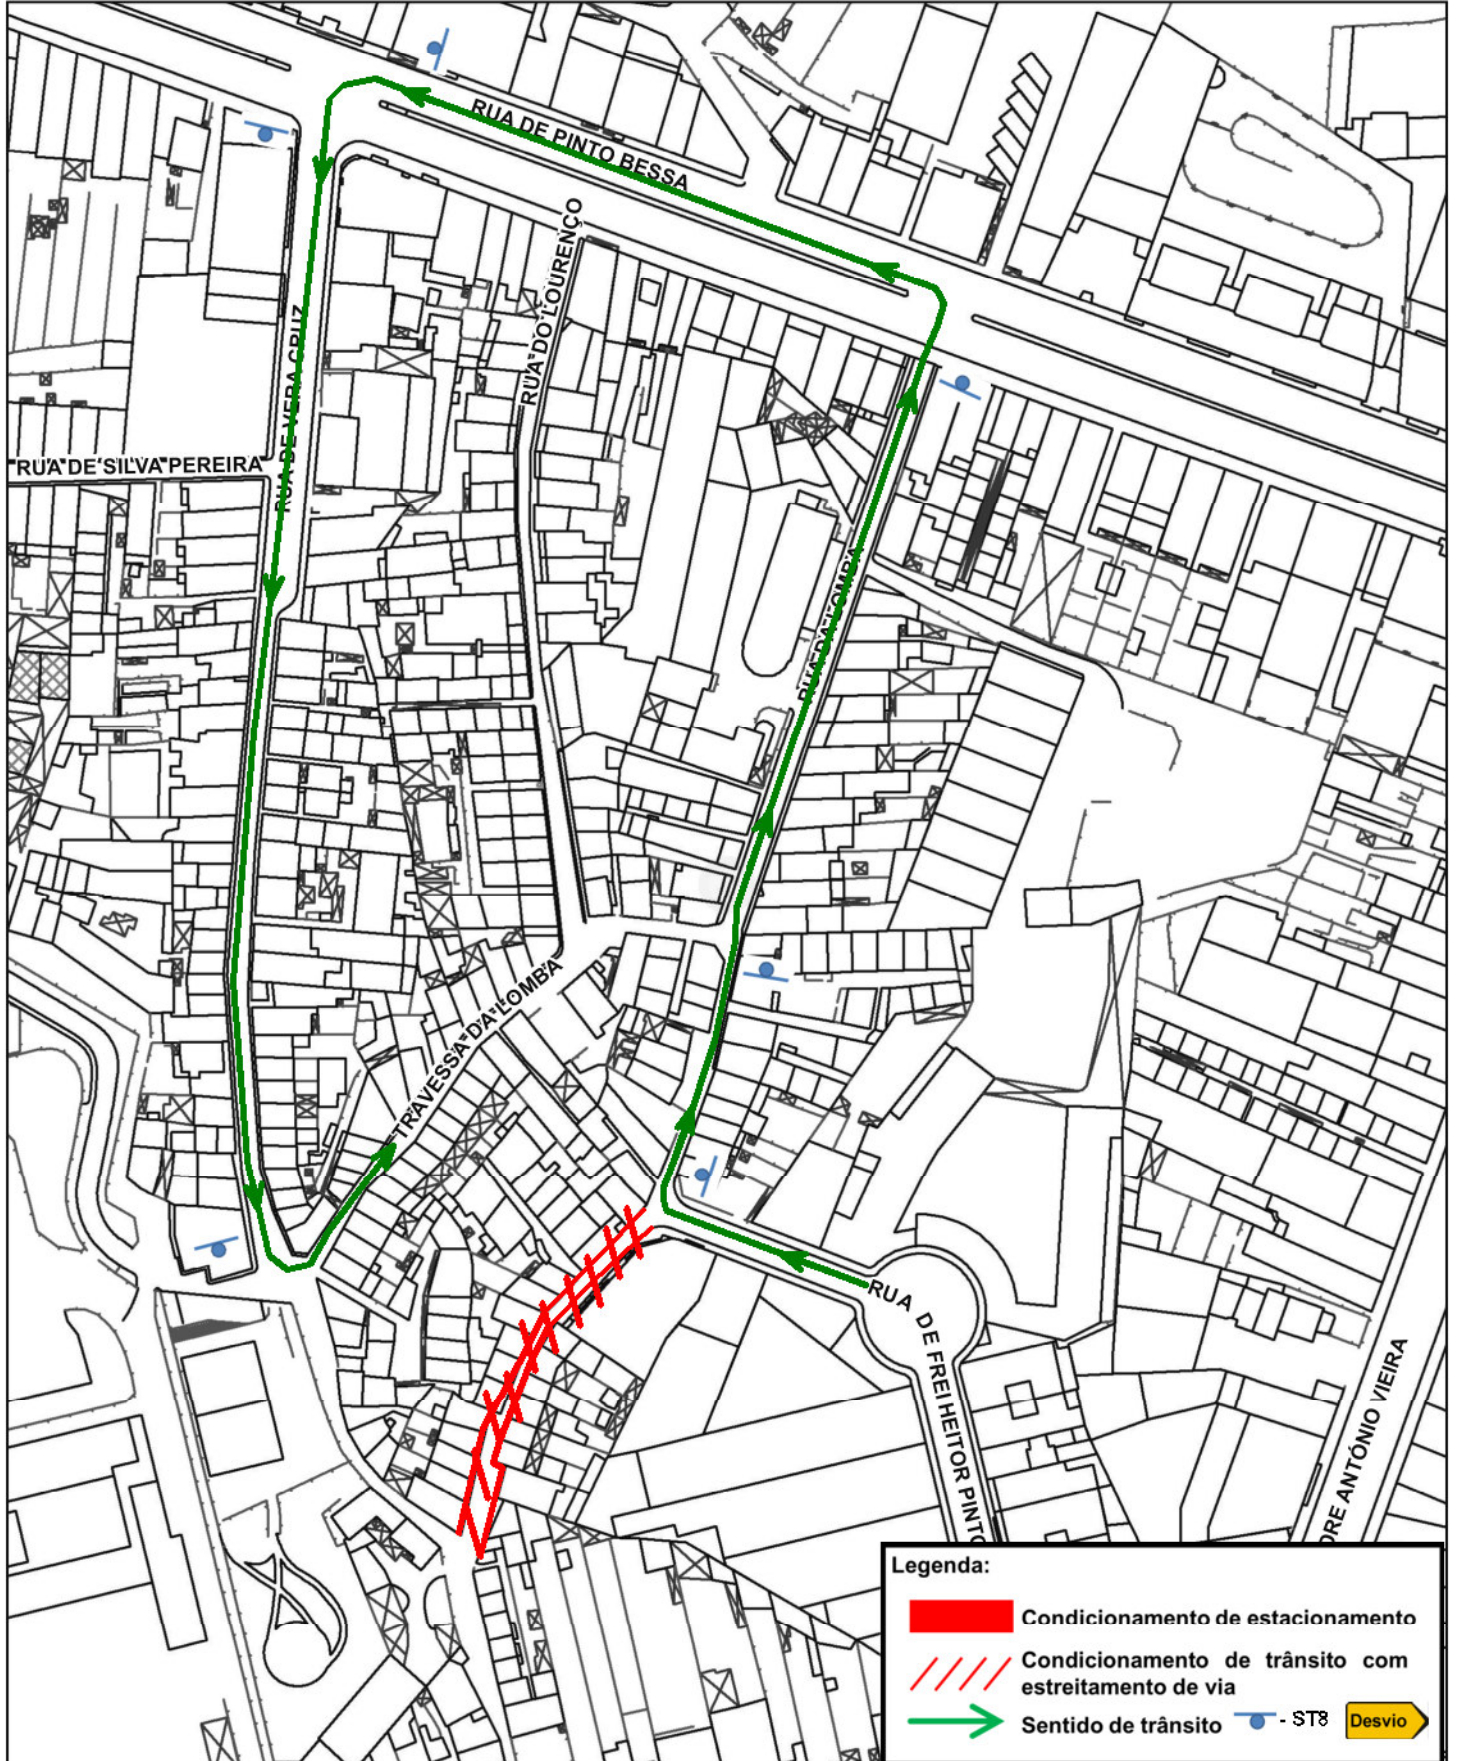 RUA DE PINTO BESSA
RUA DO LOURENÇO
RUA DE VERA CRUZ
RUA DE SILVA PEREIRA
RUA DA LOMBA
TRAVESSA DA LOMBA
RUA DE FREI HEITOR PINTO
DRE ANTÓNIO VIEIRA
Legenda:
Condicionamento de estacionamento
Condicionamento de trânsito com
estreitamento de via
Sentido de trânsito - ST8 Desvio